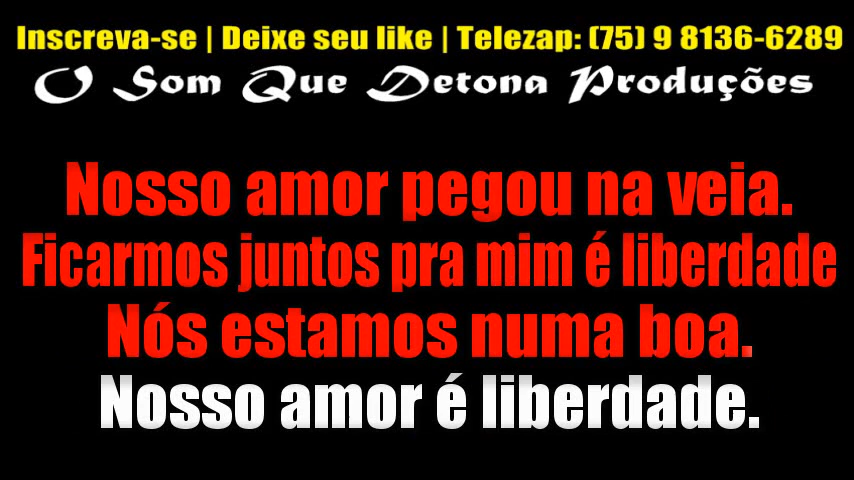 Inscreva-se | Deixe seu like | Telezap: (75) 9 8136-6289
O Som Que Detona Produções
Nosso amor pegou na veia.
Ficarmos juntos pra mim é liberdade
Nós estamos numa boa.
Nosso amor é liberdade.